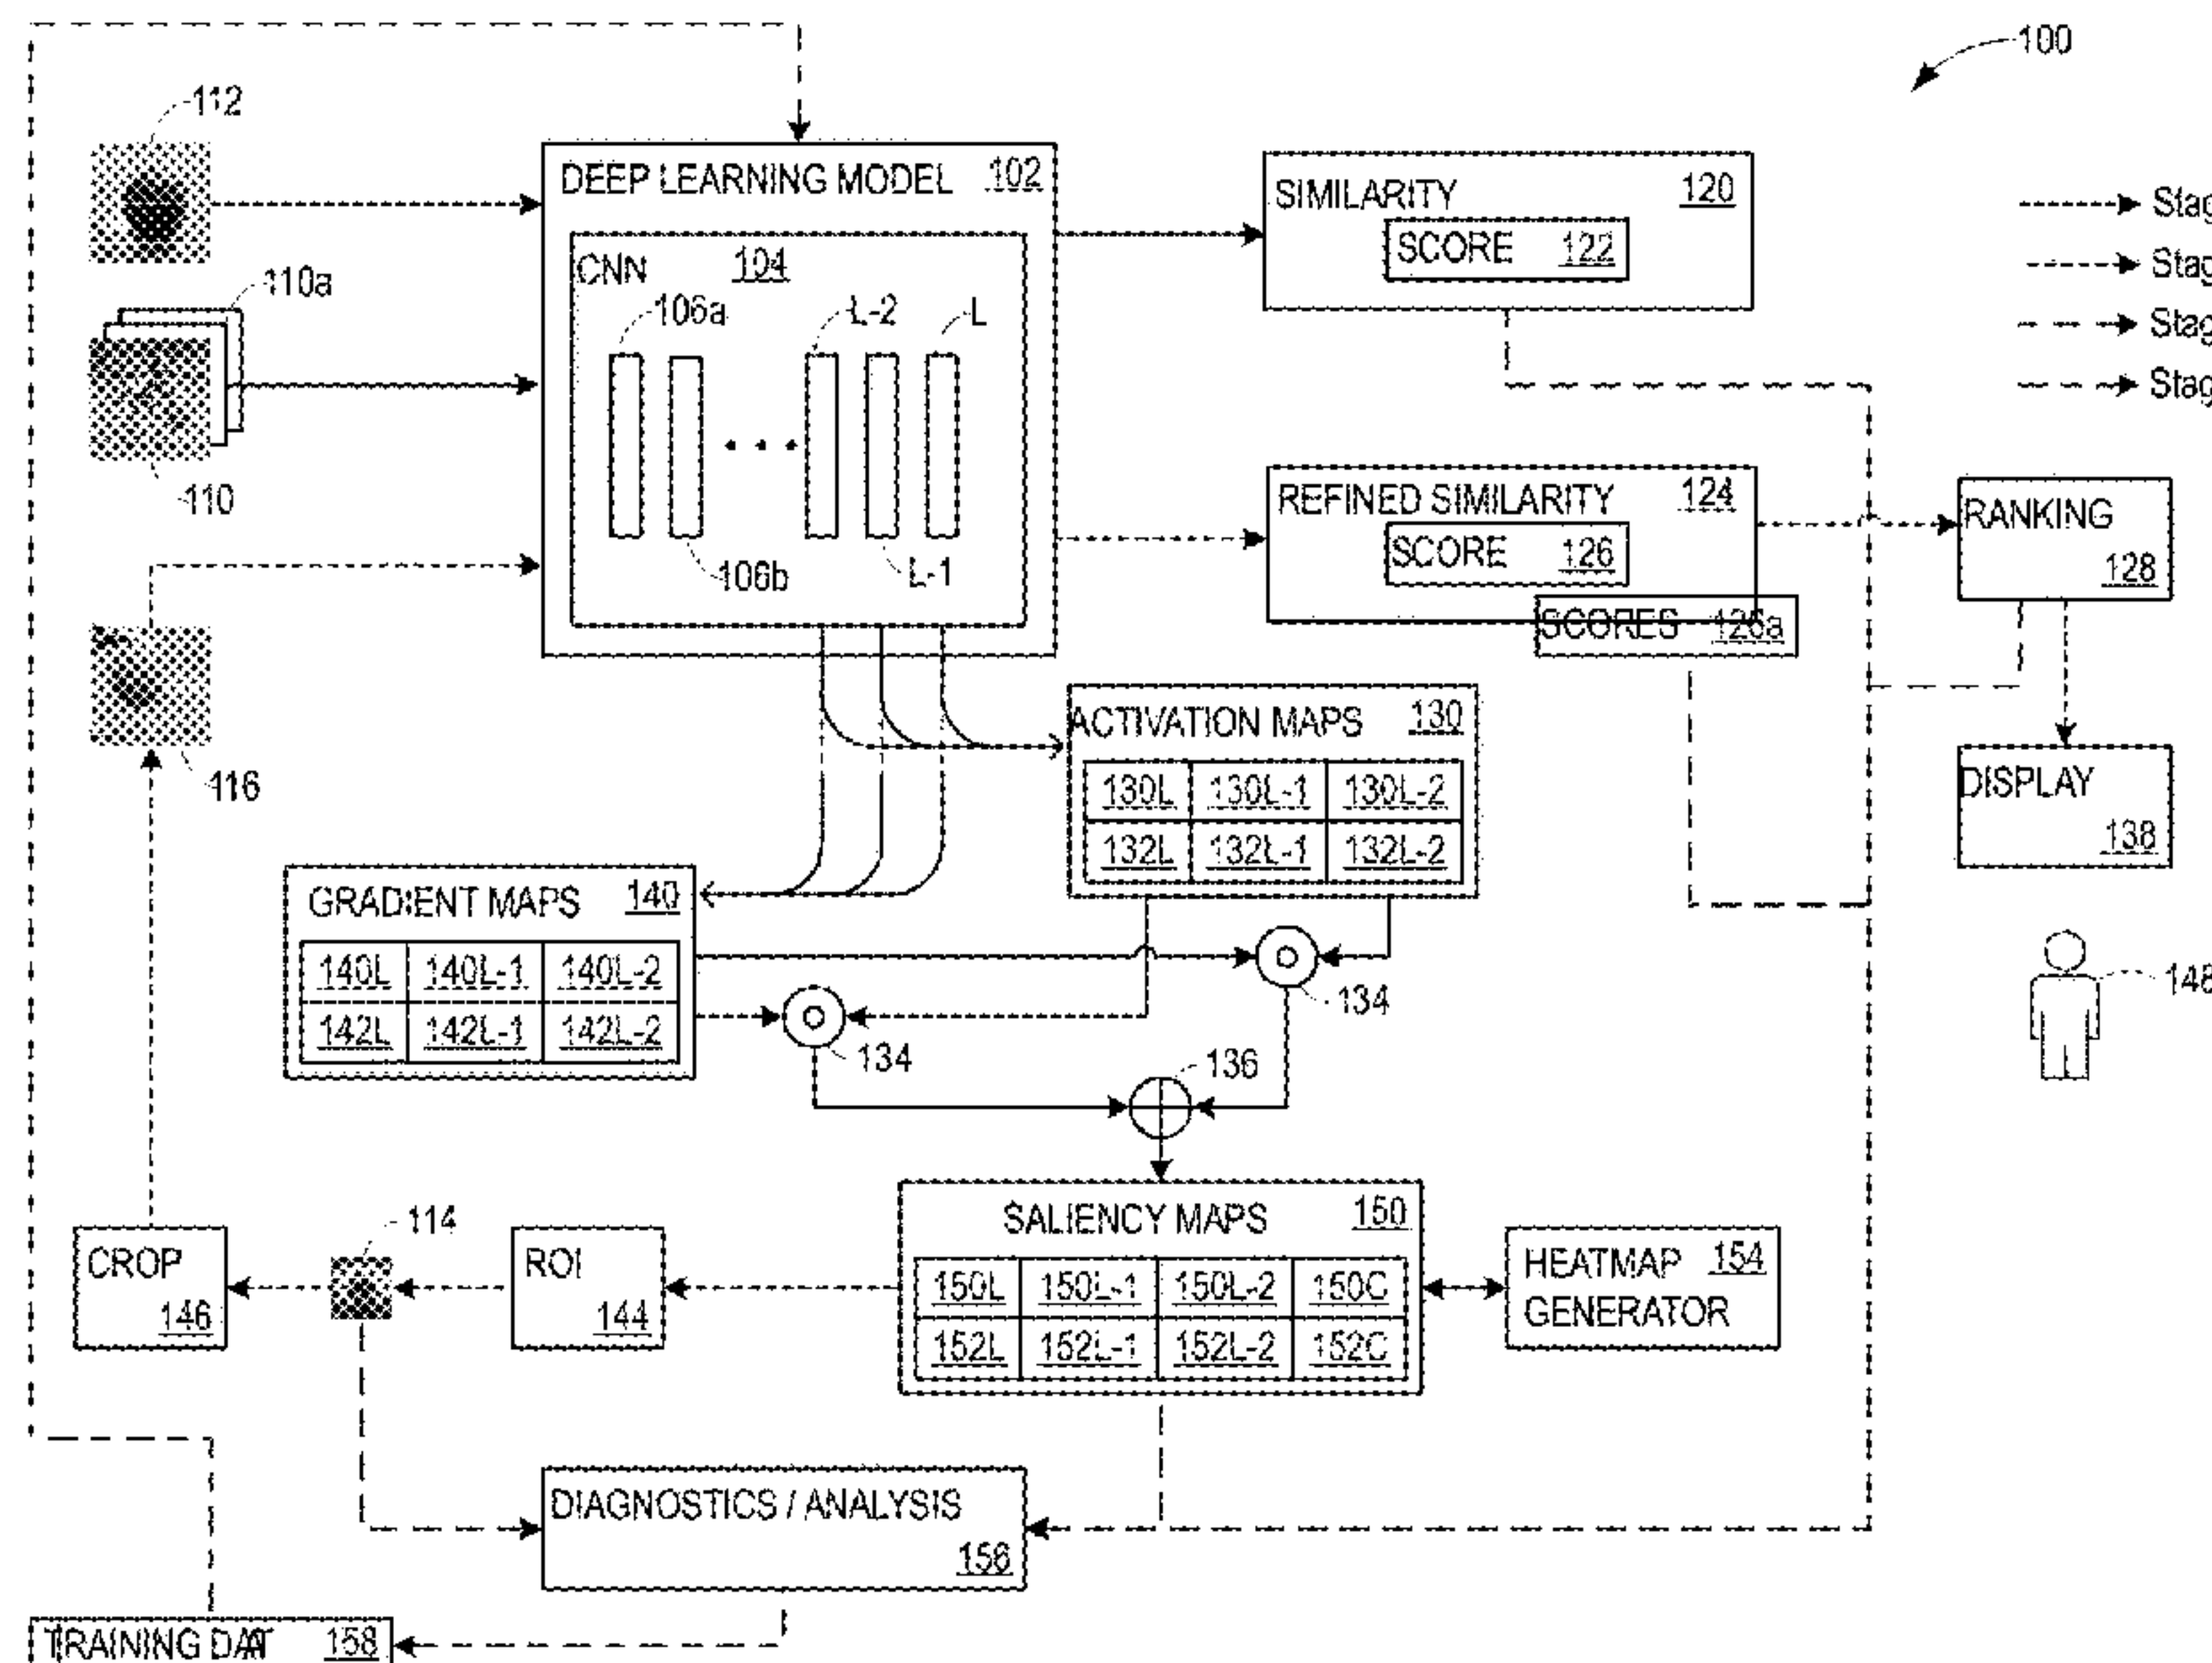 100
112
DEEP LEARNING MODEL 102
SIMILARITY 120
SCORE 122
CNN 104
110a
106a
L-2
L
110
106b
L-1
REFINED SIMILARITY 124
SCORE 126
SCORES 126a
RANKING
128
116
ACTIVATION MAPS 130
130L 130L-1 130L-2
132L 132L-1 132L-2
DISPLAY
138
GRADIENT MAPS 140
140L 140L-1 140L-2
142L 142L-1 142L-2
134
134
148
136
114
SALIENCY MAPS 150
150L 150L-1 150L-2 150C
152L 152L-1 152L-2 152C
CROP
146
ROI
144
HEATMAP 154
GENERATOR
DIAGNOSTICS / ANALYSIS
156
TRAINING DAT 158
Stag
Stag
Stag
Stag